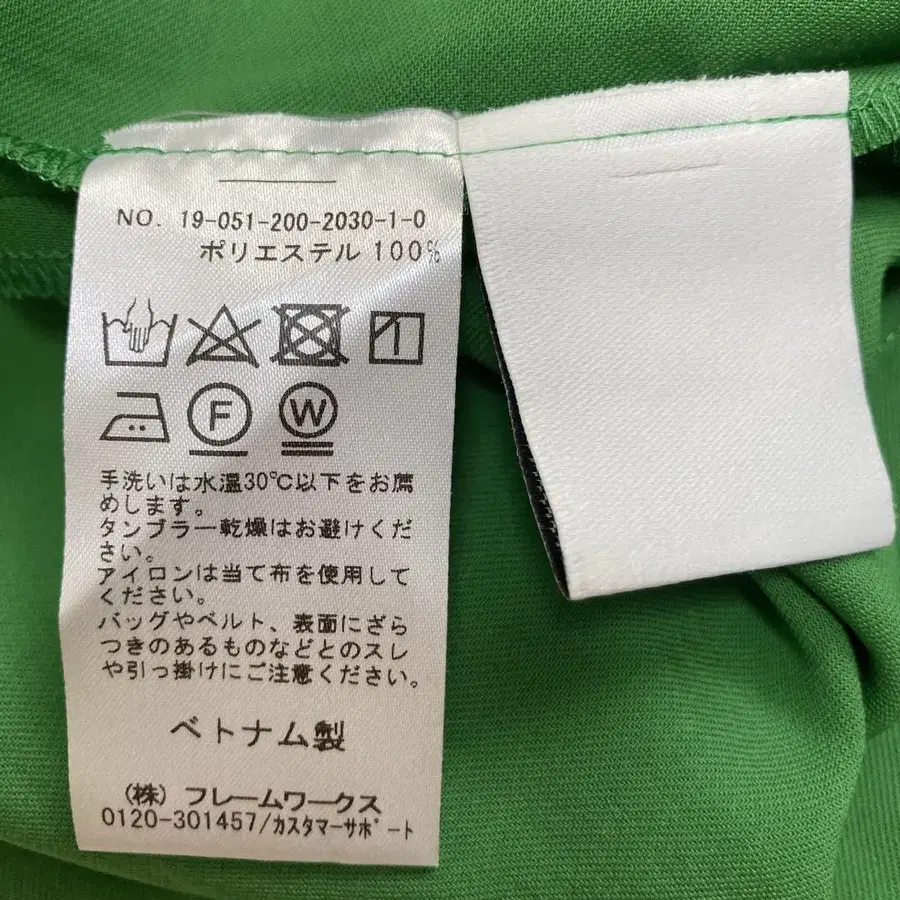 NO. 19-051-200-2030-1-0
ポリエステル 100%
F
W
手洗いは水温30℃以下をお薦
めします。
タンブラー乾燥はお避けくだ
さい。
アイロンは当て布を使用して
ください。
バッグやベルト、表面にざら
つきのあるものなどとのスレ
や引っ掛けにご注意ください。
ベトナム製
(株) フレームワークス
0120-301457/カスタマーサポート